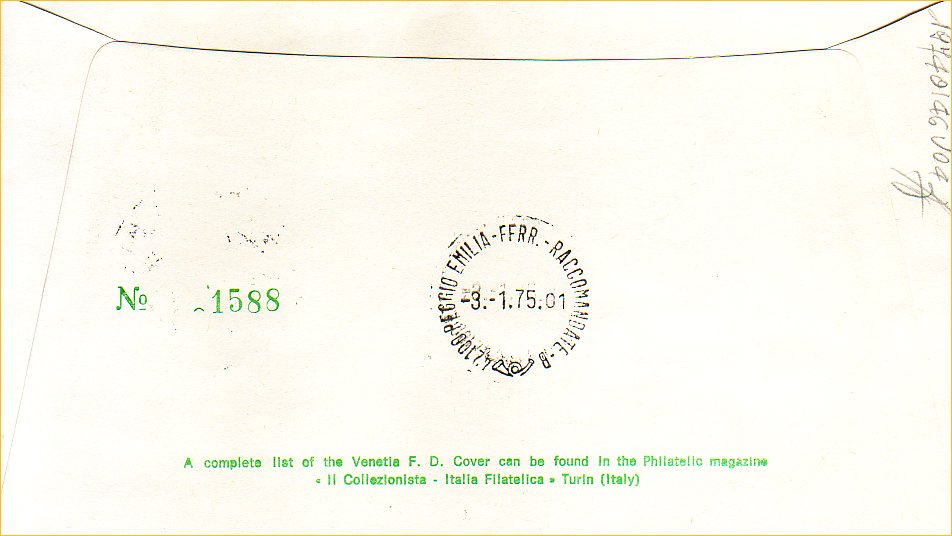 Nº 1588
42100 REGGIO EMILIA-FERR.-RACCOMANDATE-B
-3.-1.75.01
A complete list of the Venetia F. D. Cover can be found in the Philatelic magazine
« Il Collezionista - Italia Filatelica » Turin (Italy)